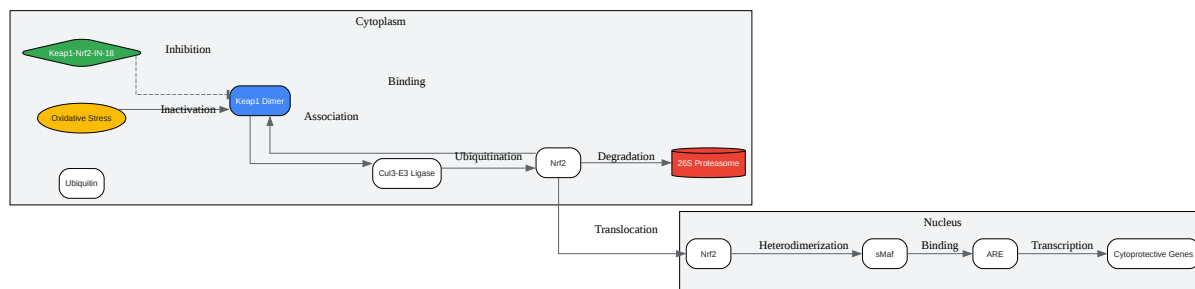 Cytoplasm
Keap1-Nrf2-IN-18
Inhibition
Binding
Keap1 Dimer
Inactivation
Oxidative Stress
Association
Ubiquitination
Nrf2
Degradation
26S Proteasome
Cul3-E3 Ligase
Ubiquitin
Translocation
Nucleus
Nrf2
Heterodimerization
sMaf
Binding
ARE
Transcription
Cytoprotective Genes